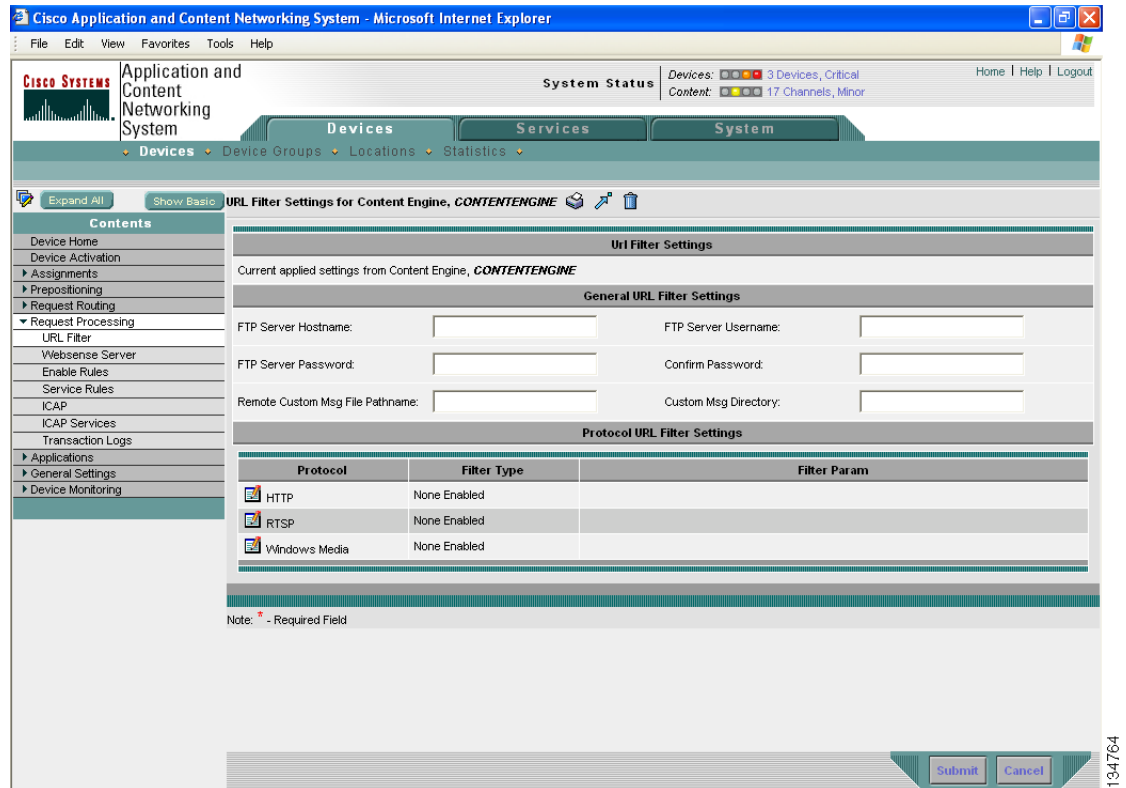 Cisco Application and Content Networking System - Microsoft Internet Explorer
File Edit View Favorites Tools Help
CISCO SYSTEMS
Application and
Content
Networking
System
System Status
Devices: 3 Devices, Critical
Content: 17 Channels, Minor
Home | Help | Logout
Devices Services System
Devices Device Groups Locations Statistics
Expand All Show Basic
URL Filter Settings for Content Engine, CONTENTENGINE
Contents
Device Home
Device Activation
Assignments
Prepositioning
Request Routing
Request Processing
URL Filter
Websense Server
Enable Rules
Service Rules
ICAP
ICAP Services
Transaction Logs
Applications
General Settings
Device Monitoring
Url Filter Settings
Current applied settings from Content Engine, CONTENTENGINE
General URL Filter Settings
FTP Server Hostname: FTP Server Username:
FTP Server Password: Confirm Password:
Remote Custom Msg File Pathname: Custom Msg Directory:
Protocol URL Filter Settings
Protocol Filter Type Filter Param
HTTP None Enabled
RTSP None Enabled
Windows Media None Enabled
Note: * - Required Field
Submit Cancel
134764